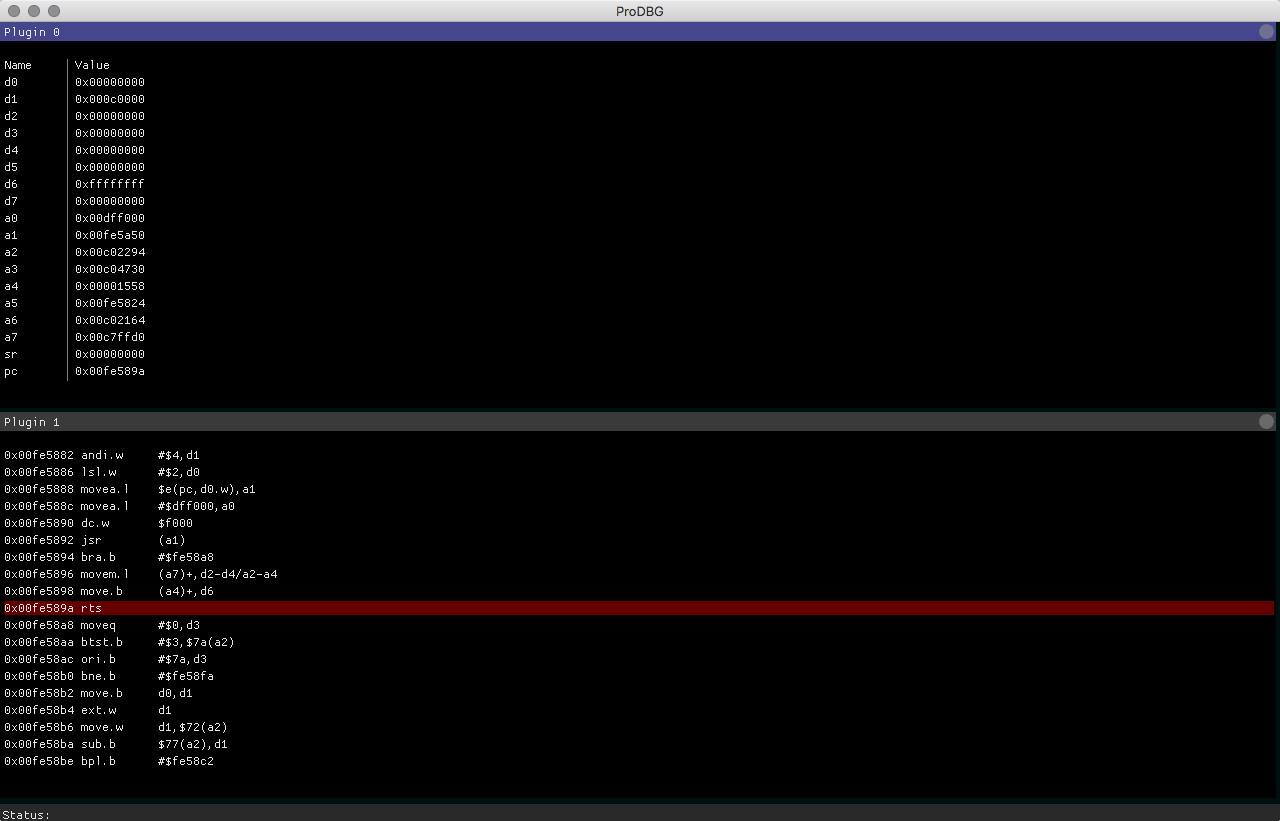 ProDBG
Plugin 0
Name Value
d0 0x00000000
d1 0x000c0000
d2 0x00000000
d3 0x00000000
d4 0x00000000
d5 0x00000000
d6 0xffffffff
d7 0x00000000
a0 0x00dff000
a1 0x00fe5a50
a2 0x00c02294
a3 0x00c04730
a4 0x00001558
a5 0x00fe5824
a6 0x00c02164
a7 0x00c7ffd0
sr 0x00000000
pc 0x00fe589a
Plugin 1
0x00fe5882 andi.w #$4,d1
0x00fe5886 lsl.w #$2,d0
0x00fe5888 movea.l $e(pc,d0.w),a1
0x00fe588c movea.l #$dff000,a0
0x00fe5890 dc.w $f000
0x00fe5892 jsr (a1)
0x00fe5894 bra.b #$fe58a8
0x00fe5896 movem.l (a7)+,d2-d4/a2-a4
0x00fe5898 move.b (a4)+,d6
0x00fe589a rts
0x00fe58a8 moveq #$0,d3
0x00fe58aa btst.b #$3,$7a(a2)
0x00fe58ac ori.b #$7a,d3
0x00fe58b0 bne.b #$fe58fa
0x00fe58b2 move.b d0,d1
0x00fe58b4 ext.w d1
0x00fe58b6 move.w d1,$72(a2)
0x00fe58ba sub.b $77(a2),d1
0x00fe58be bpl.b #$fe58c2
Status: